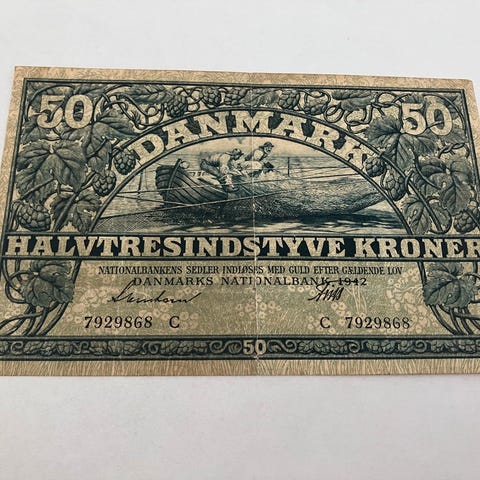 50 50
DANMARK
HALVTRESINDSTYVE KRONER
NATIONALBANKENS SEDLER INDLØSES MED GULD EFTER GÆLDENDE LOV
DANMARKS NATIONALBANK, 1942
7929868 C C 7929868
50